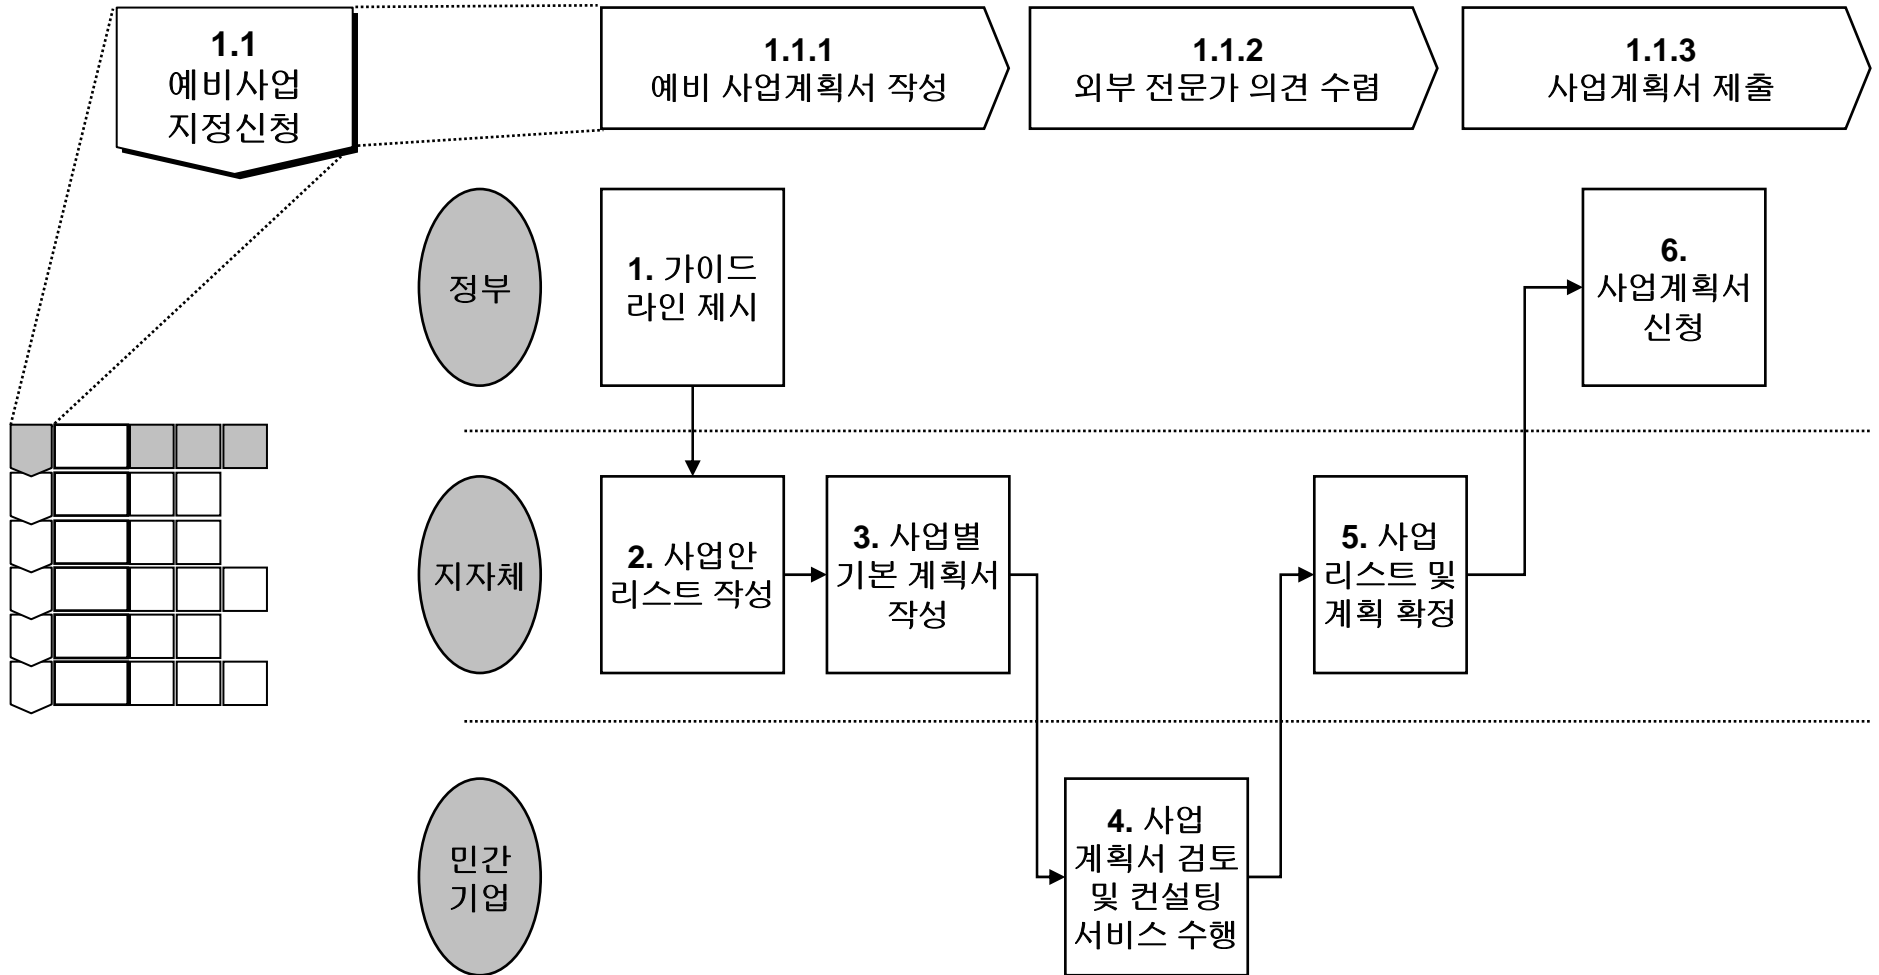 1.1
예비사업
지정신청
1.1.1
예비 사업계획서 작성
1.1.2
외부 전문가 의견 수렴
1.1.3
사업계획서 제출
정부
1. 가이드
라인 제시
6.
사업계획서
신청
지자체
2. 사업안
리스트 작성
3. 사업별
기본 계획서
작성
5. 사업
리스트 및
계획 확정
민간
기업
4. 사업
계획서 검토
및 컨설팅
서비스 수행